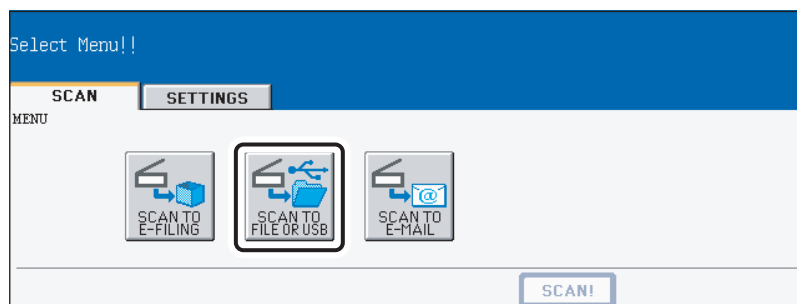 Select Menu!!
SCAN
SETTINGS
MENU
SCAN TO
E-FILING
SCAN TO
FILE OR USB
@
SCAN TO
E-MAIL
SCAN!